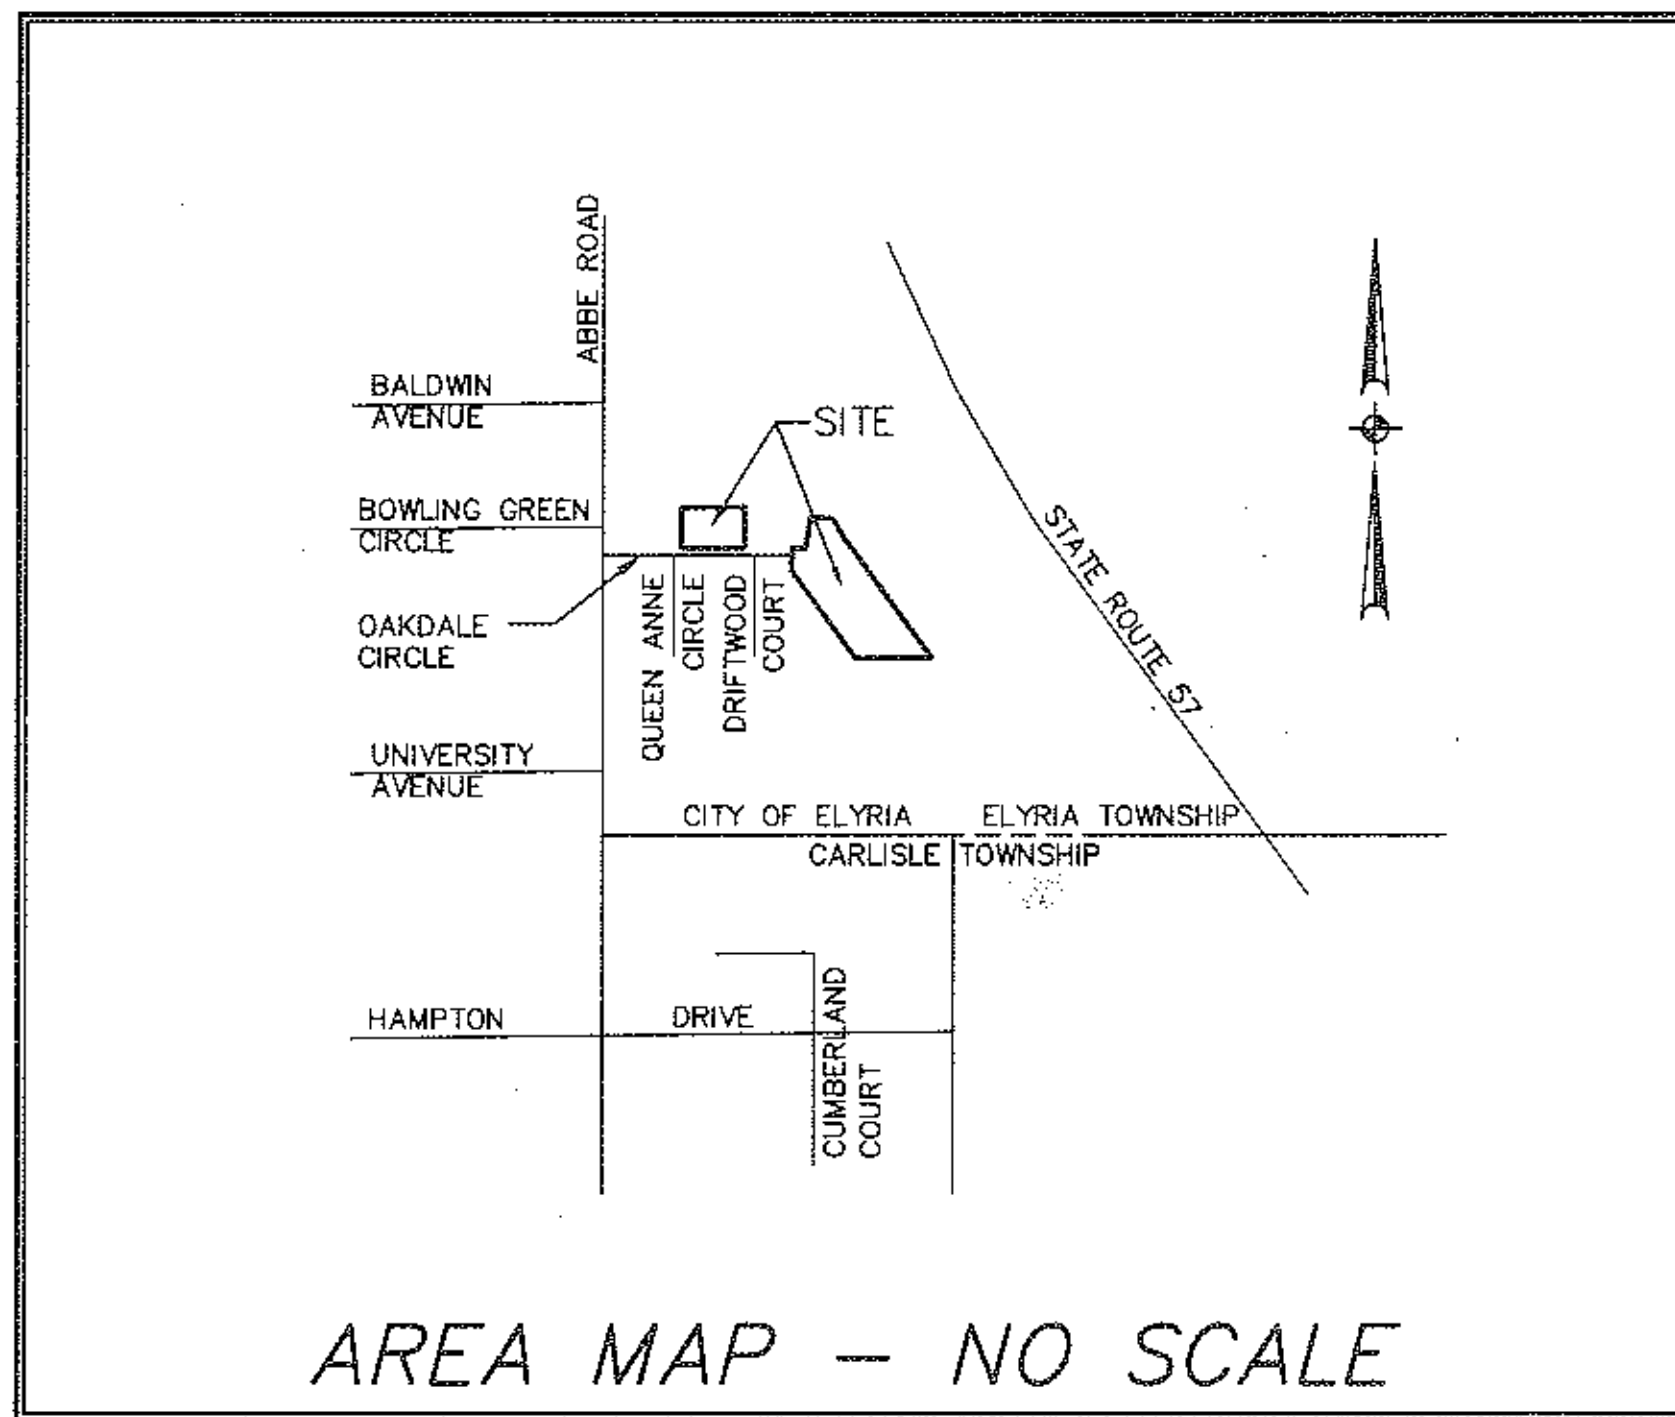 ABBE ROAD
BALDWIN
AVENUE
SITE
BOWLING GREEN
CIRCLE
STATE ROUTE 57
OAKDALE
CIRCLE
QUEEN ANNE
CIRCLE
DRIFTWOOD
COURT
UNIVERSITY
AVENUE
CITY OF ELYRIA
ELYRIA TOWNSHIP
CARLISLE TOWNSHIP
HAMPTON DRIVE
CUMBERLAND
COURT
AREA MAP - NO SCALE